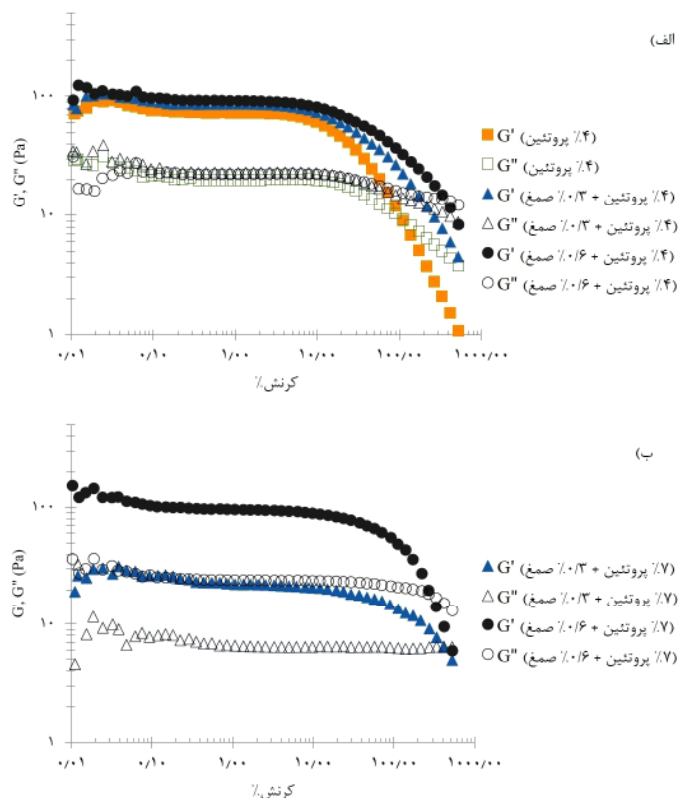 الف)
G', G" (Pa)
۱۰۰
۱۰
۱
۰/۰۱ ۰/۱۰ ۱/۰۰ ۱۰/۰۰ ۱۰۰/۰۰ ۱۰۰۰/۰۰
کرنش٪
G' (۴٪ پروتئین)
G" (۴٪ پروتئین)
G' (۰/۳٪ صمغ + ۴٪ پروتئین)
G" (۰/۳٪ صمغ + ۴٪ پروتئین)
G' (۰/۶٪ صمغ + ۴٪ پروتئین)
G" (۰/۶٪ صمغ + ۴٪ پروتئین)
ب)
G', G" (Pa)
۱۰۰
۱۰
۱
۰/۰۱ ۰/۱۰ ۱/۰۰ ۱۰/۰۰ ۱۰۰/۰۰ ۱۰۰۰/۰۰
کرنش٪
G' (۰/۳٪ صمغ + ۷٪ پروتئین)
G" (۰/۳٪ صمغ + ۷٪ پروتئین)
G' (۰/۶٪ صمغ + ۷٪ پروتئین)
G" (۰/۶٪ صمغ + ۷٪ پروتئین)